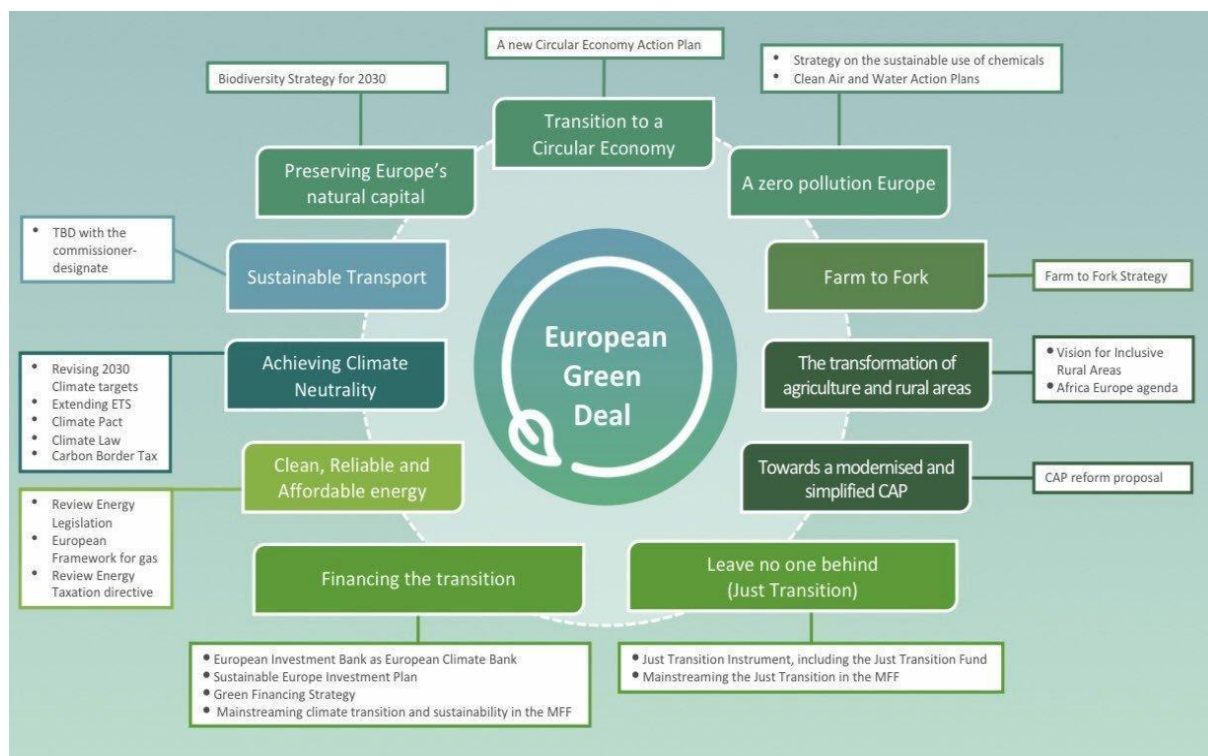 A new Circular Economy Action Plan
Biodiversity Strategy for 2030
• Strategy on the sustainable use of chemicals
• Clean Air and Water Action Plans
Transition to a
Circular Economy
Preserving Europe's
natural capital
A zero pollution Europe
• TBD with the
commissioner-
designate
Sustainable Transport
Farm to Fork
Farm to Fork Strategy
European
Green
Deal
• Revising 2030
Climate targets
• Extending ETS
• Climate Pact
• Climate Law
• Carbon Border Tax
Achieving Climate
Neutrality
The transformation of
agriculture and rural areas
• Vision for Inclusive
Rural Areas
• Africa Europe agenda
Clean, Reliable and
Affordable energy
Towards a modernised and
simplified CAP
CAP reform proposal
• Review Energy
Legislation
• European
Framework for gas
• Review Energy
Taxation directive
Financing the transition
Leave no one behind
(Just Transition)
• European Investment Bank as European Climate Bank
• Sustainable Europe Investment Plan
• Green Financing Strategy
• Mainstreaming climate transition and sustainability in the MFF
• Just Transition Instrument, including the Just Transition Fund
• Mainstreaming the Just Transition in the MFF